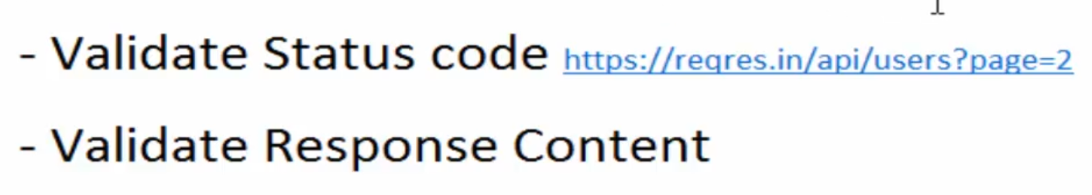 - Validate Status code https://reqres.in/api/users?page=2
- Validate Response Content